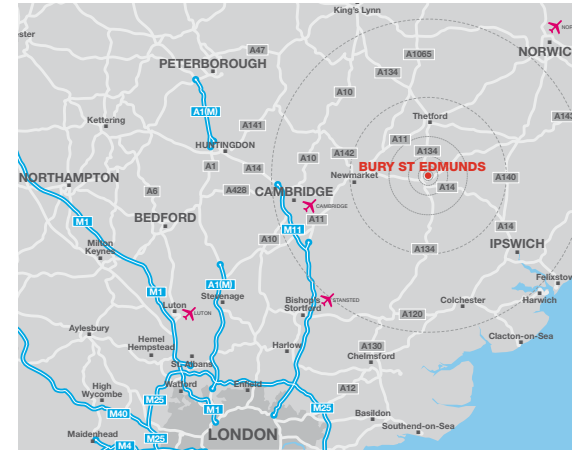 King's Lynn
ester
NOR
A47
A1065
NORWIC
PETERBOROUGH
A134
A10
A1(M)
Thetford
A143
Kettering
A141
A11
HUNTINGDON
A134
A142
A10
A1
A14
BURY ST EDMUNDS
NORTHAMPTON
Newmarket
A140
A6
A428
CAMBRIDGE
A14
CAMBRIDGE
BEDFORD
A11
M1
M11
A14
A10
IPSWICH
Milton
Keynes
A134
Felixstow
A1(M)
M1
Stevenage
Bishop's
Stortford
STANSTED
Colchester
Harwich
Luton
LUTON
A120
Aylesbury
Clacton-on-Sea
Hemel
Hempstead
Harlow
A130
Chelmsford
St. Albans
High
Wycombe
Watford
Enfield
A12
M25
M40
M1
M25
Basildon
Southend-on-Sea
Maidenhead
M4
M25
LONDON